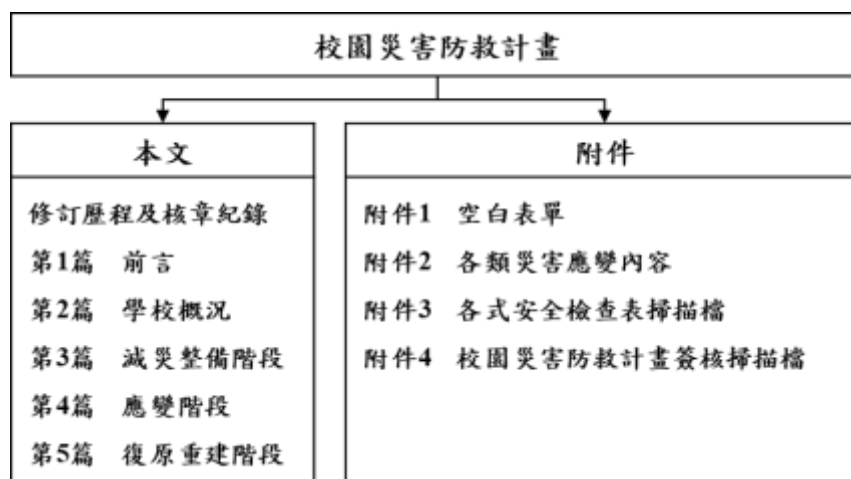 校園災害防救計畫
本文
修訂歷程及核章紀錄
第1篇 前言
第2篇 學校概況
第3篇 減災整備階段
第4篇 應變階段
第5篇 復原重建階段
附件
附件1 空白表單
附件2 各類災害應變內容
附件3 各式安全檢查表掃描檔
附件4 校園災害防救計畫簽核掃描檔